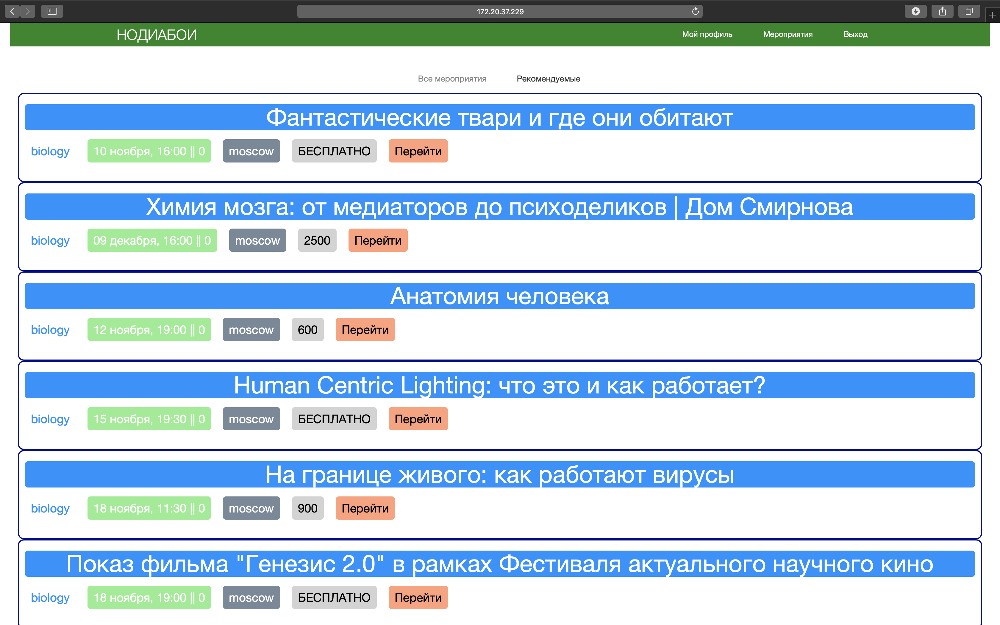 172.20.37.229
НОДИАБОИ Мой профиль Мероприятия Выход
Все мероприятия Рекомендуемые
Фантастические твари и где они обитают
biology 10 ноября, 16:00 || 0 moscow БЕСПЛАТНО Перейти
Химия мозга: от медиаторов до психоделиков | Дом Смирнова
biology 09 декабря, 16:00 || 0 moscow 2500 Перейти
Анатомия человека
biology 12 ноября, 19:00 || 0 moscow 600 Перейти
Human Centric Lighting: что это и как работает?
biology 15 ноября, 19:30 || 0 moscow БЕСПЛАТНО Перейти
На границе живого: как работают вирусы
biology 18 ноября, 11:30 || 0 moscow 900 Перейти
Показ фильма "Генезис 2.0" в рамках Фестиваля актуального научного кино
biology 18 ноября, 19:00 || 0 moscow БЕСПЛАТНО Перейти